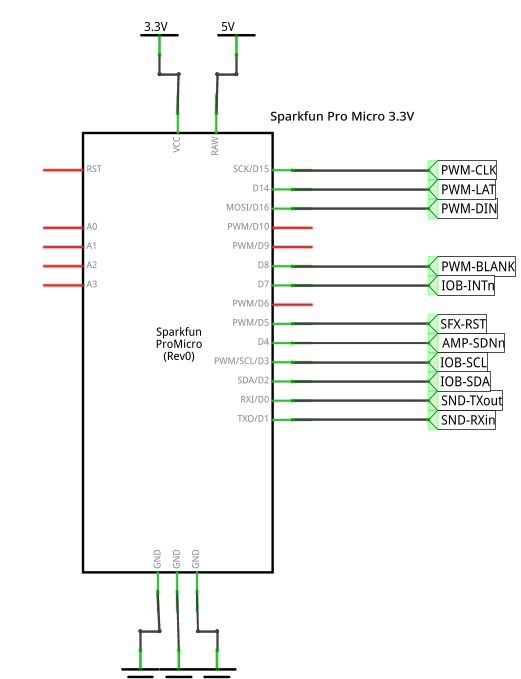 3.3V 5V
Sparkfun Pro Micro 3.3V
VCC RAW
RST SCK/D15 PWM-CLK
D14 PWM-LAT
MOSI/D16 PWM-DIN
A0 PWM/D10
A1 PWM/D9
A2 D8 PWM-BLANK
A3 D7 IOB-INTn
PWM/D6
PWM/D5 SFX-RST
Sparkfun
ProMicro
(Rev0)
D4 AMP-SDNn
PWM/SCL/D3 IOB-SCL
SDA/D2 IOB-SDA
RXI/D0 SND-TXout
TXO/D1 SND-RXin
GND GND GND